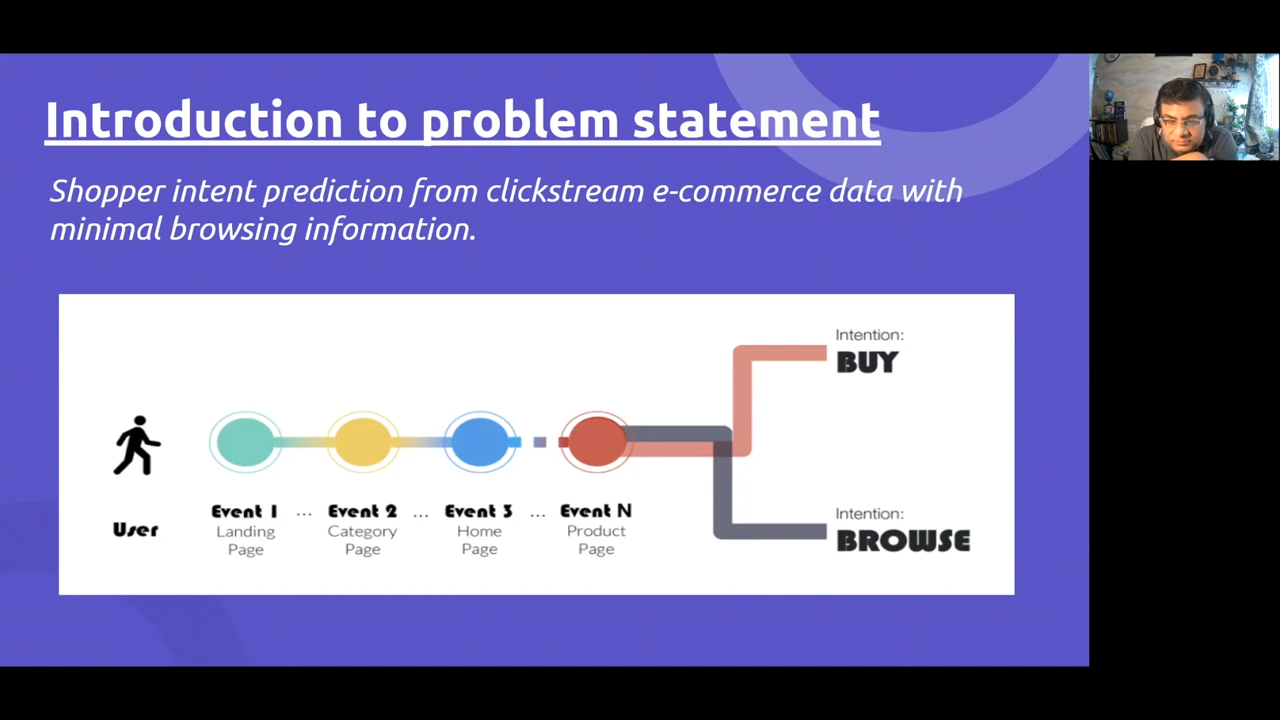 Introduction to problem statement
Shopper intent prediction from clickstream e-commerce data with
minimal browsing information.
Intention:
BUY
User
Event 1 ... Event 2 ... Event 3 ... Event N
Landing Page
Category Page
Home Page
Product Page
Intention:
BROWSE